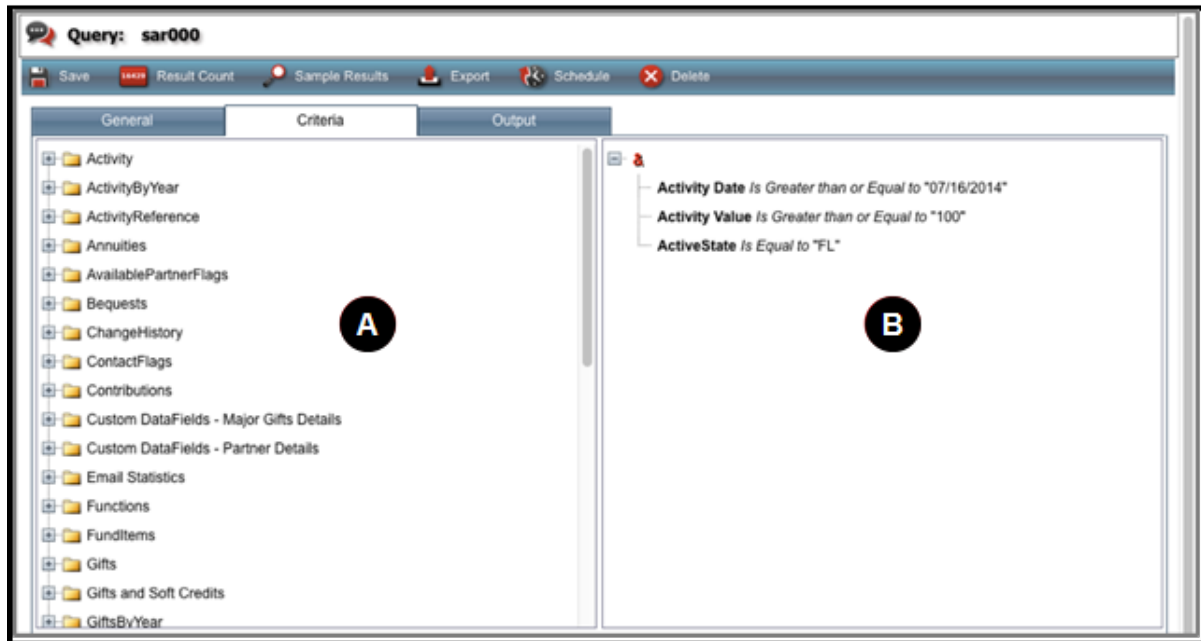 Query: sar000
Save 16429 Result Count Sample Results Export Schedule Delete
General Criteria Output
Activity
ActivityByYear
ActivityReference
Annuities
AvailablePartnerFlags
Bequests
ChangeHistory
ContactFlags
Contributions
Custom DataFields - Major Gifts Details
Custom DataFields - Partner Details
Email Statistics
Functions
FundItems
Gifts
Gifts and Soft Credits
GiftsByYear
A
&
Activity Date Is Greater than or Equal to "07/16/2014"
Activity Value Is Greater than or Equal to "100"
ActiveState Is Equal to "FL"
B